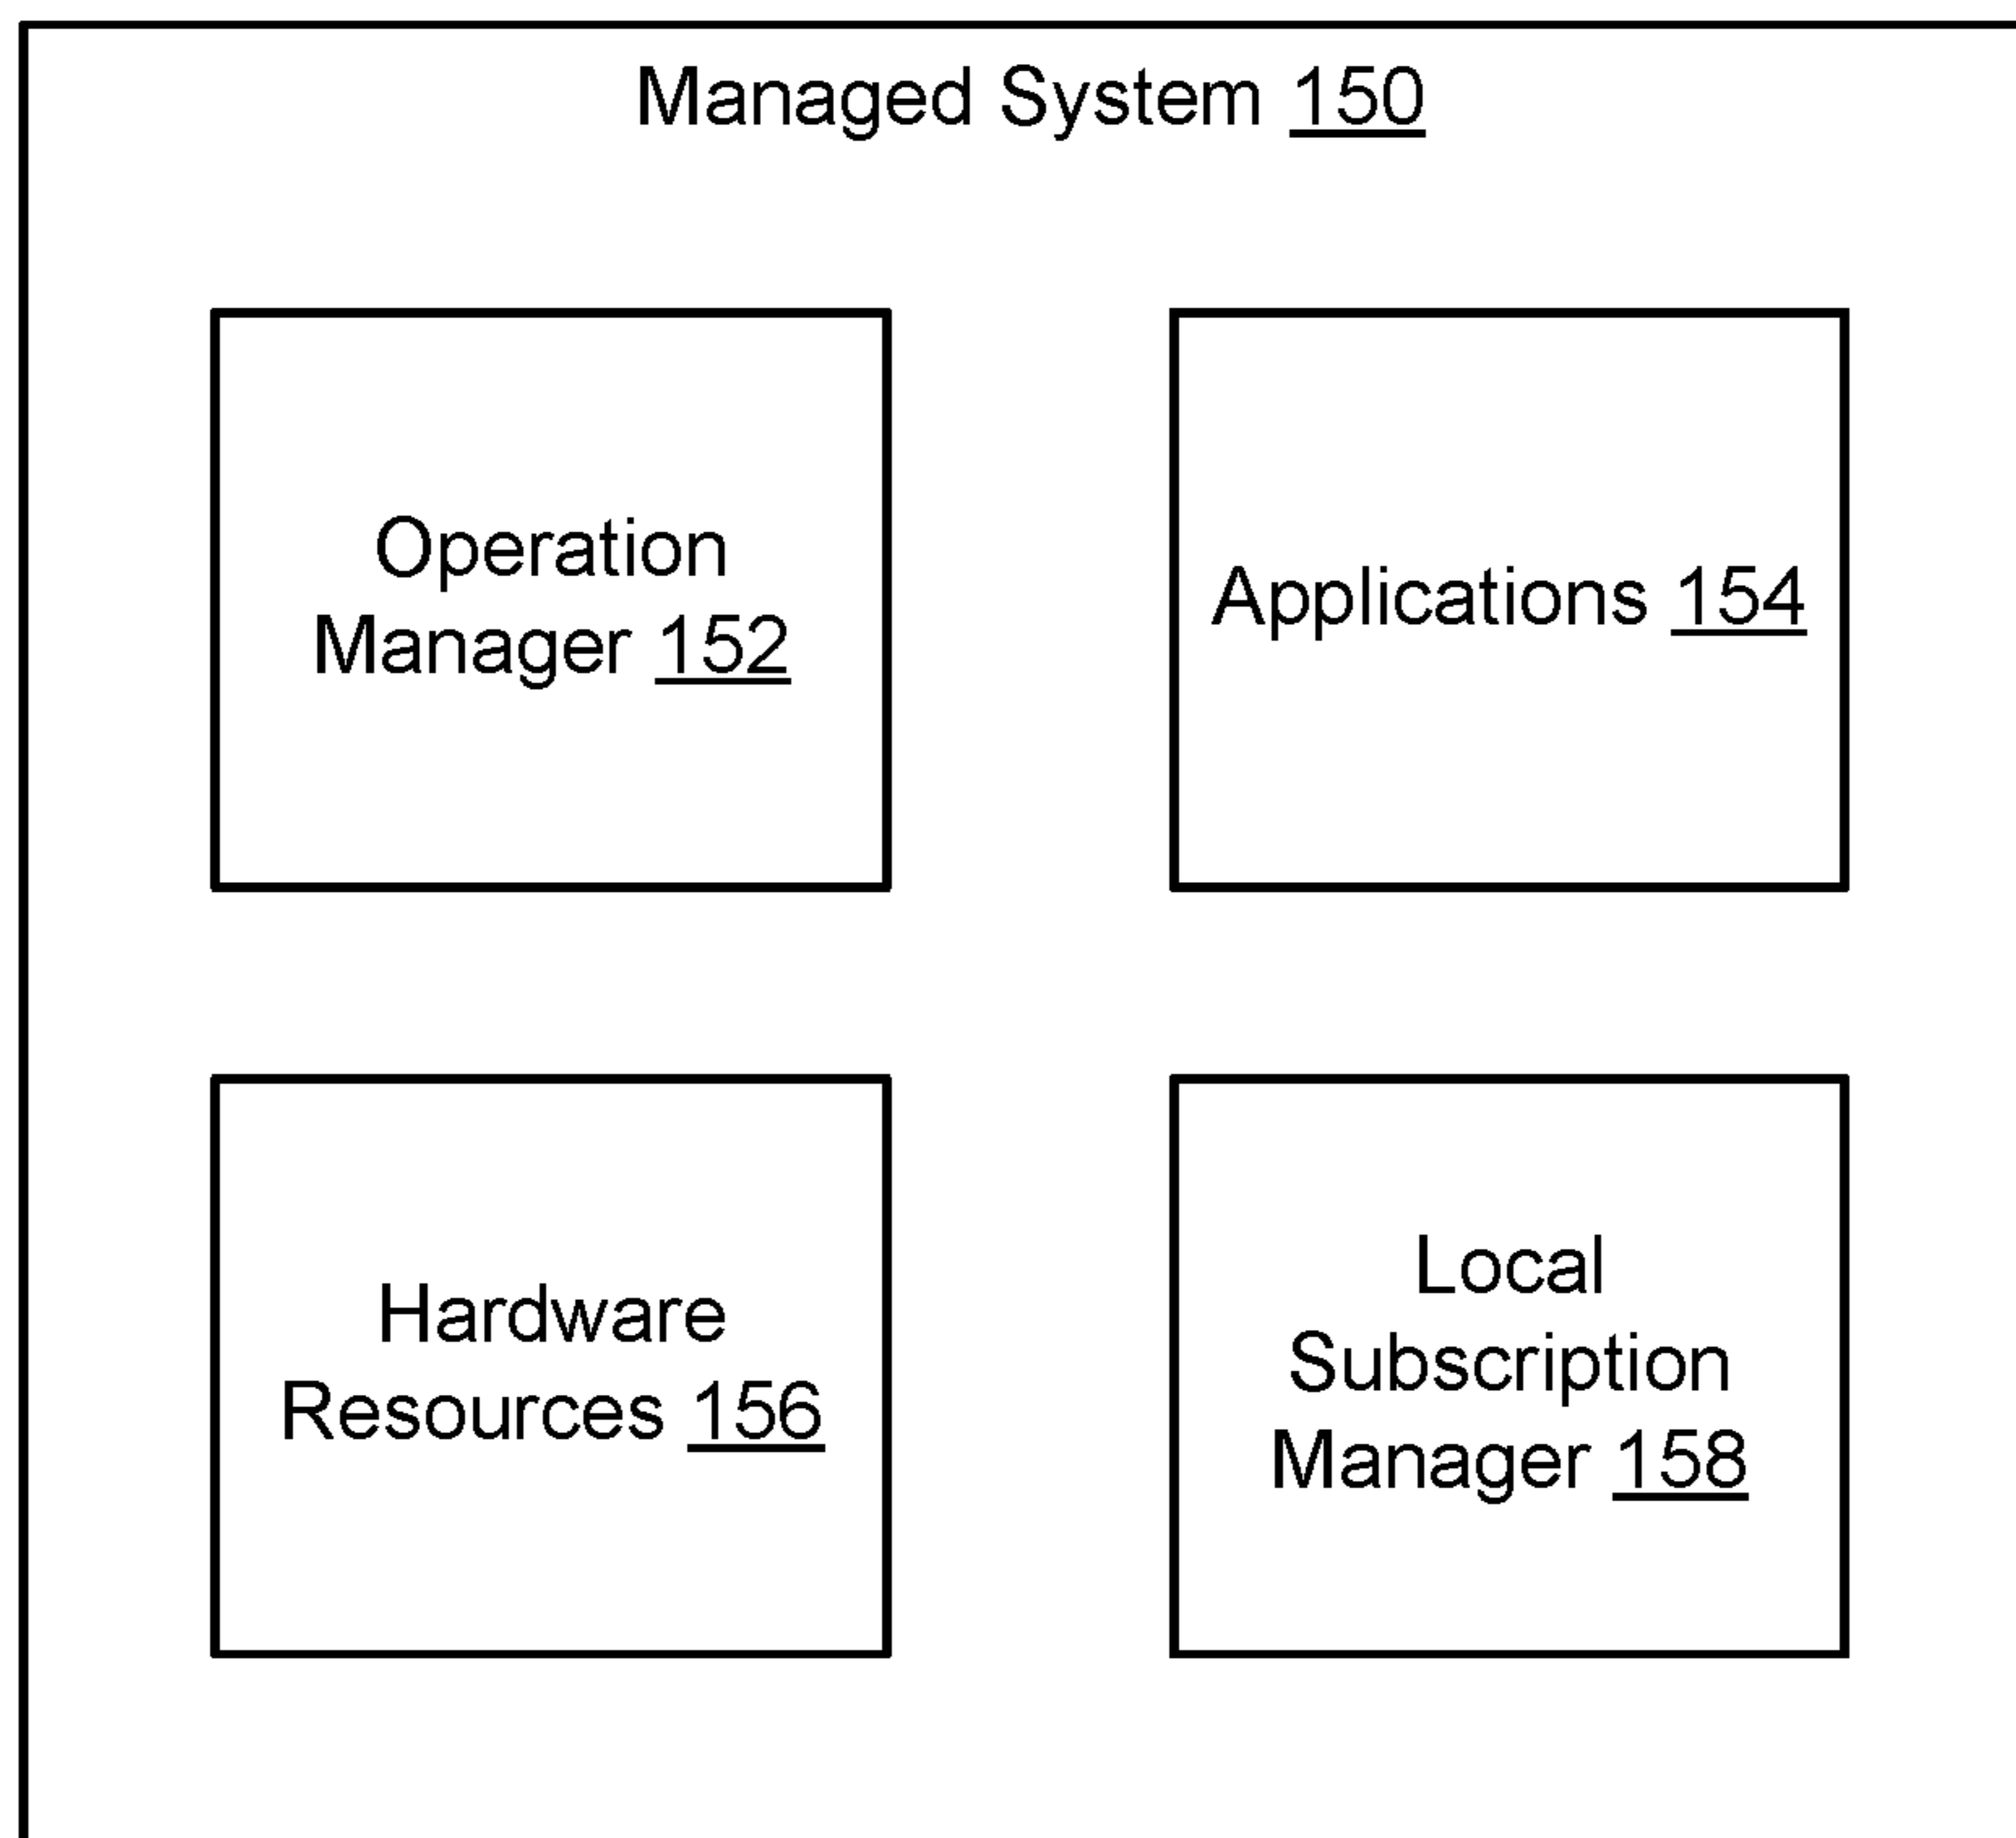 Managed System 150
Operation
Manager 152
Applications 154
Hardware
Resources 156
Local
Subscription
Manager 158